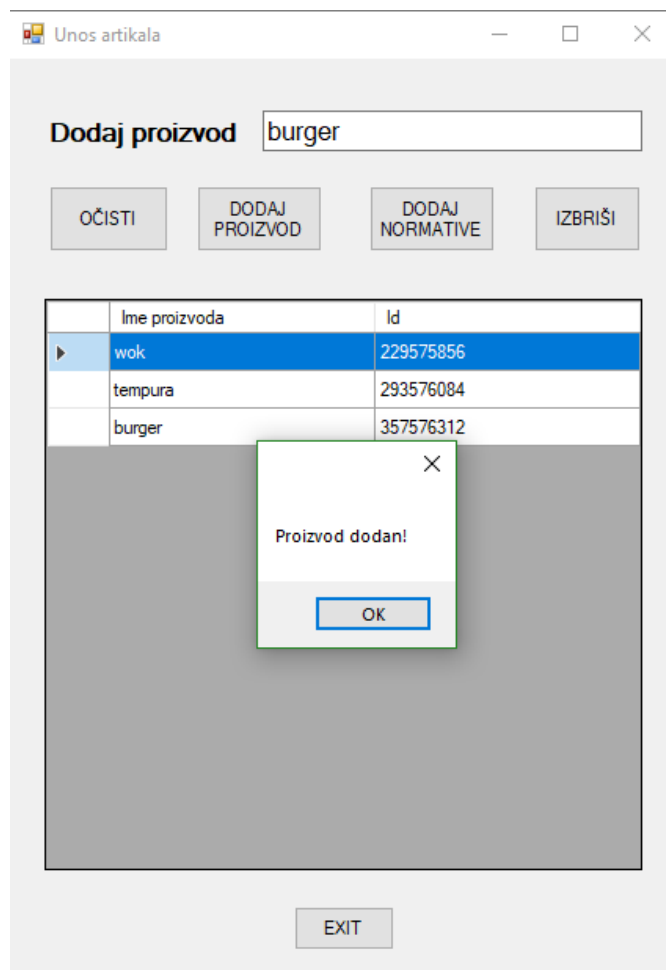 Unos artikala
Dodaj proizvod burger
OČISTI
DODAJ
PROIZVOD
DODAJ
NORMATIVE
IZBRIŠI
Ime proizvoda Id
wok 229575856
tempura 293576084
burger 357576312
Proizvod dodan!
OK
EXIT